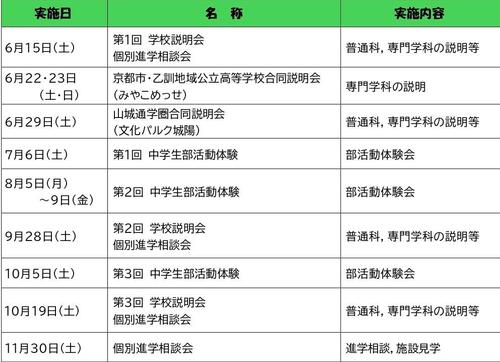 実施日 名 称 実施内容
6月15日(土) 第1回 学校説明会
個別進学相談会 普通科, 専門学科の説明等
6月22・23日
(土・日) 京都市・乙訓地域公立高等学校合同説明会
(みやこめっせ) 専門学科の説明
6月29日(土) 山城通学圏合同説明会
(文化パルク城陽) 普通科, 専門学科の説明等
7月6日(土) 第1回 中学生部活動体験 部活動体験会
8月5日(月)
～9日(金) 第2回 中学生部活動体験 部活動体験会
9月28日(土) 第2回 学校説明会
個別進学相談会 普通科, 専門学科の説明等
10月5日(土) 第3回 中学生部活動体験 部活動体験会
10月19日(土) 第3回 学校説明会
個別進学相談会 普通科, 専門学科の説明等
11月30日(土) 個別進学相談会 進学相談, 施設見学